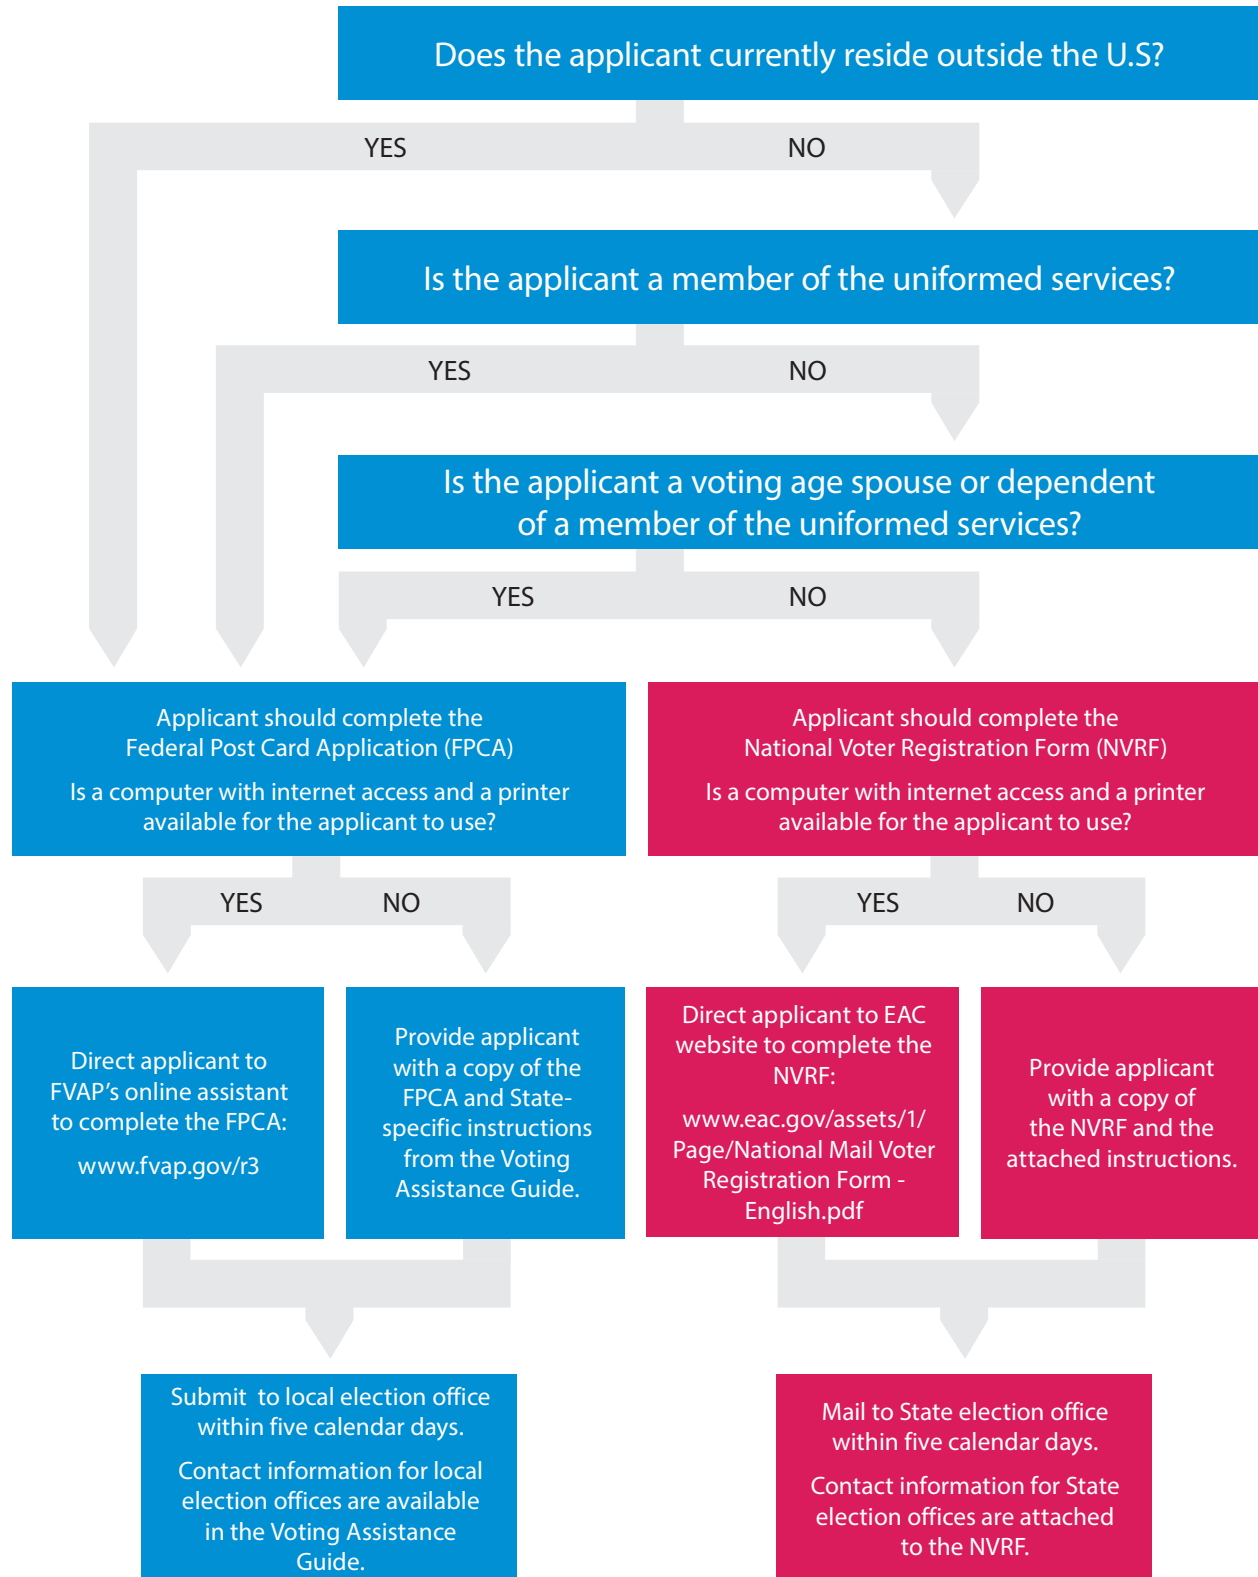 Does the applicant currently reside outside the U.S?
YES
NO
Is the applicant a member of the uniformed services?
YES
NO
Is the applicant a voting age spouse or dependent
of a member of the uniformed services?
YES
NO
Applicant should complete the
Federal Post Card Application (FPCA)
Is a computer with internet access and a printer
available for the applicant to use?
Applicant should complete the
National Voter Registration Form (NVRF)
Is a computer with internet access and a printer
available for the applicant to use?
YES
NO
YES
NO
Direct applicant to
FVAP’s online assistant
to complete the FPCA:
www.fvap.gov/r3
Provide applicant
with a copy of the
FPCA and State-
specific instructions
from the Voting
Assistance Guide.
Direct applicant to EAC
website to complete the
NVRF:
www.eac.gov/assets/1/
Page/National Mail Voter
Registration Form -
English.pdf
Provide applicant
with a copy of
the NVRF and the
attached instructions.
Submit to local election office
within five calendar days.
Contact information for local
election offices are available
in the Voting Assistance
Guide.
Mail to State election office
within five calendar days.
Contact information for State
election offices are attached
to the NVRF.